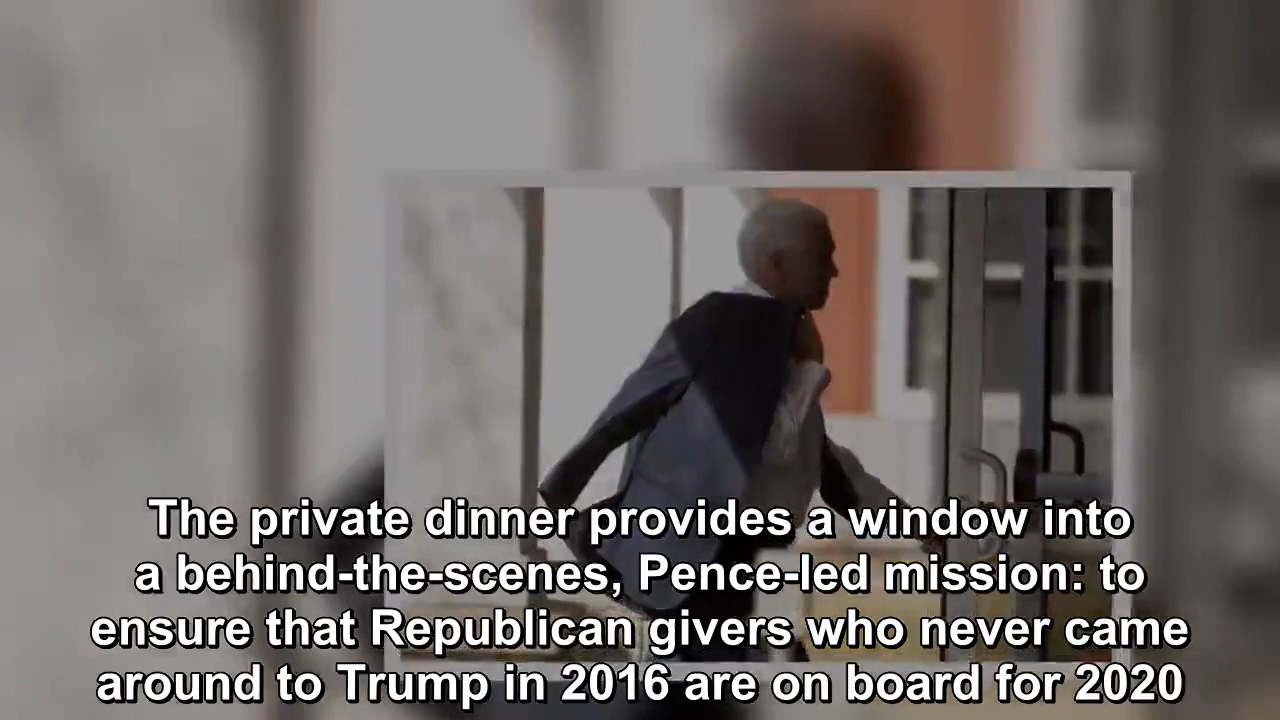 The private dinner provides a window into
a behind-the-scenes, Pence-led mission: to
ensure that Republican givers who never came
around to Trump in 2016 are on board for 2020